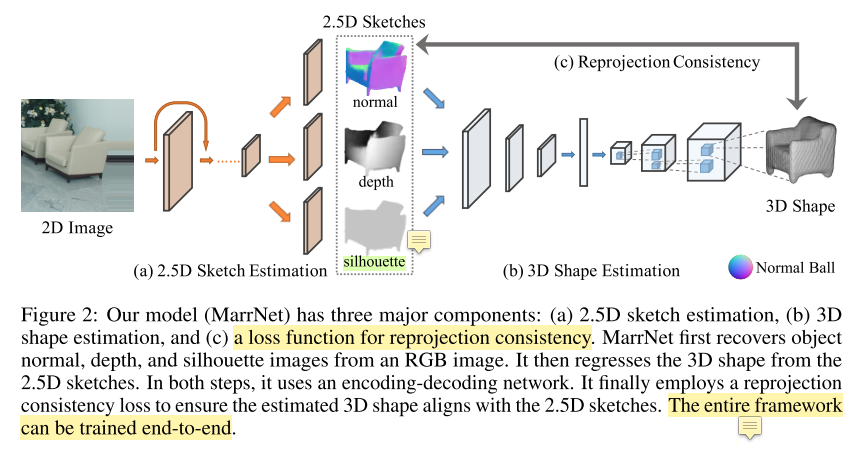 2.5D Sketches
(c) Reprojection Consistency
normal
depth
2D Image
3D Shape
silhouette
(a) 2.5D Sketch Estimation
(b) 3D Shape Estimation
Normal Ball
Figure 2: Our model (MarrNet) has three major components: (a) 2.5D sketch estimation, (b) 3D
shape estimation, and (c) a loss function for reprojection consistency. MarrNet first recovers object
normal, depth, and silhouette images from an RGB image. It then regresses the 3D shape from the
2.5D sketches. In both steps, it uses an encoding-decoding network. It finally employs a reprojection
consistency loss to ensure the estimated 3D shape aligns with the 2.5D sketches. The entire framework
can be trained end-to-end.